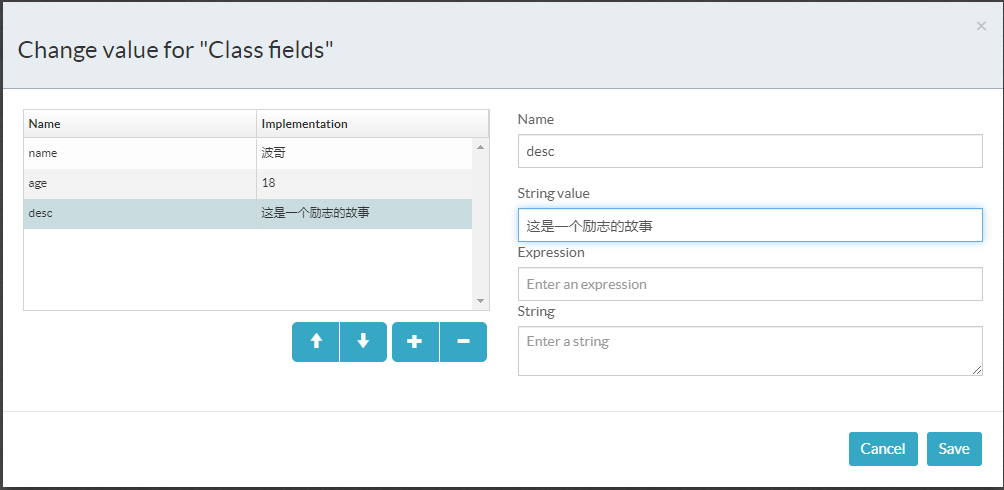 Change value for "Class fields"
×
Name Implementation
name 波哥
age 18
desc 这是一个励志的故事
Name
desc
String value
这是一个励志的故事
Expression
Enter an expression
String
Enter a string
Cancel Save